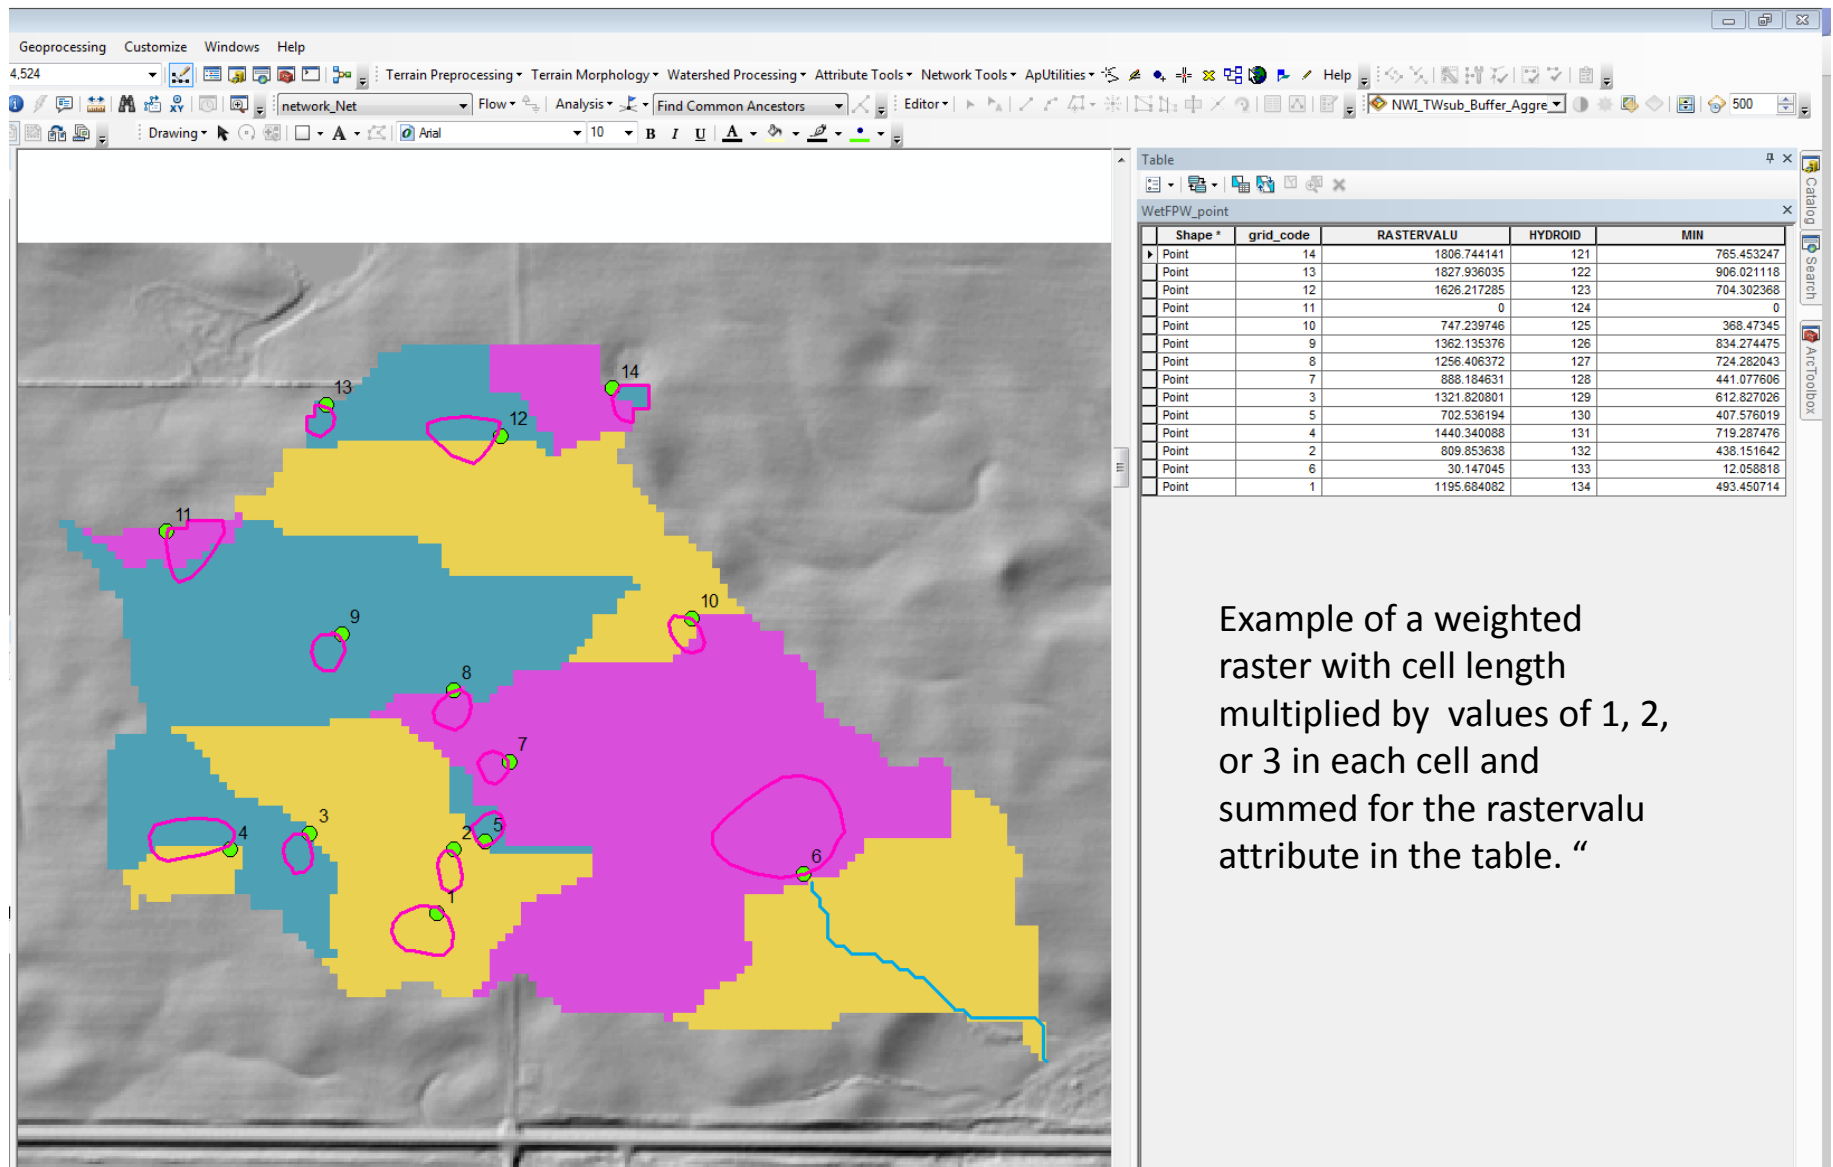 Geoprocessing Customize Windows Help
4,524 Terrain Preprocessing Terrain Morphology Watershed Processing Attribute Tools Network Tools ApUtilities Help
XY network_Net Flow Analysis Find Common Ancestors Editor NWI_TWsub_Buffer_Aggre 500
Drawing A Arial 10 B I U A
Table
WetFPW_point
Shape * grid_code RASTERVALU HYDROID MIN
Point 14 1806.744141 121 765.453247
Point 13 1827.936035 122 906.021118
Point 12 1626.217285 123 704.302368
Point 11 0 124 0
Point 10 747.239746 125 368.47345
Point 9 1362.135376 126 834.274475
Point 8 1256.406372 127 724.282043
Point 7 888.184631 128 441.077606
Point 3 1321.820801 129 612.827026
Point 5 702.536194 130 407.576019
Point 4 1440.340088 131 719.287476
Point 2 809.853638 132 438.151642
Point 6 30.147045 133 12.058818
Point 1 1195.684082 134 493.450714
Catalog
Search
ArcToolbox
14
13
12
11
10
9
8
7
3
5
4
2
6
1
Example of a weighted
raster with cell length
multiplied by values of 1, 2,
or 3 in each cell and
summed for the rastervalu
attribute in the table. “